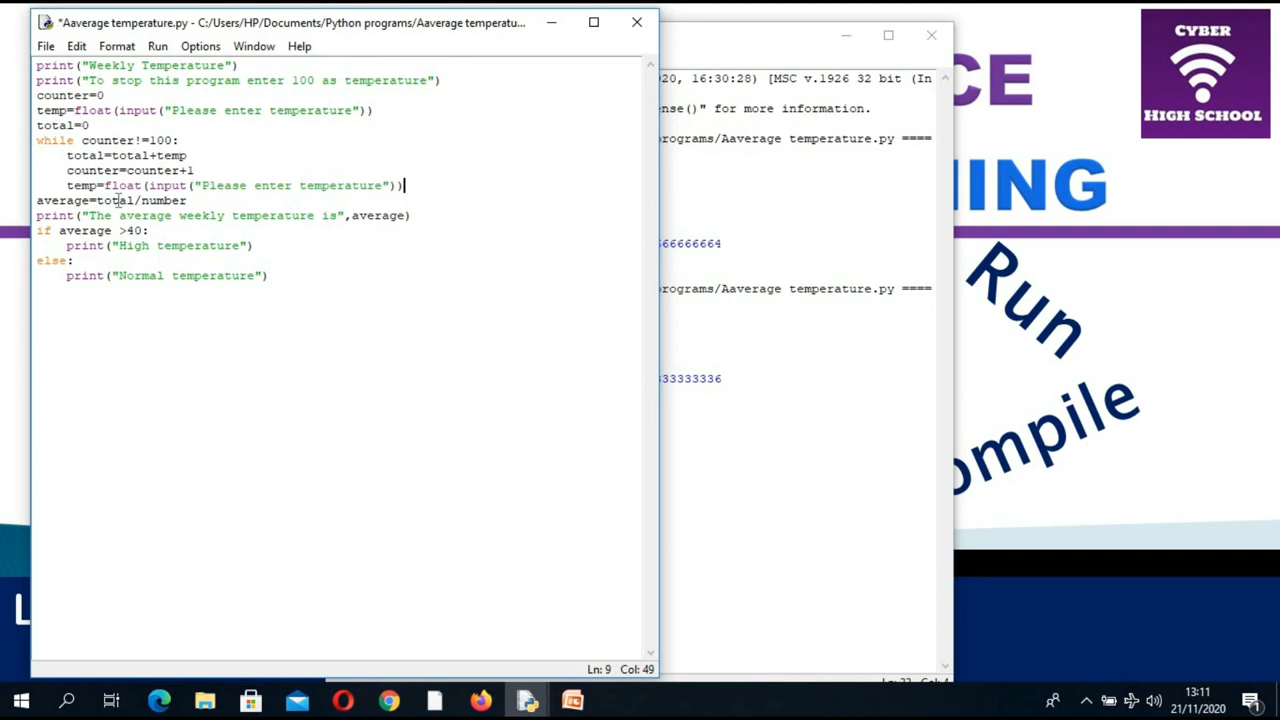 *Aaverage temperature.py - C:/Users/HP/Documents/Python programs/Aaverage temperatu...
File Edit Format Run Options Window Help
print("Weekly Temperature")
print("To stop this program enter 100 as temperature")
counter=0
temp=float(input("Please enter temperature"))
total=0
while counter!=100:
    total=total+temp
    counter=counter+1
    temp=float(input("Please enter temperature"))
average=total/number
print("The average weekly temperature is",average)
if average >40:
    print("High temperature")
else:
    print("Normal temperature")
Ln: 9 Col: 49
20, 16:30:28) [MSC v.1926 32 bit (In
ense()" for more information.
rograms/Aaverage temperature.py ====
666666664
rograms/Aaverage temperature.py ====
333333336
CE
ING
CYBER
HIGH SCHOOL
Run
ompile
L
13:11
21/11/2020
1